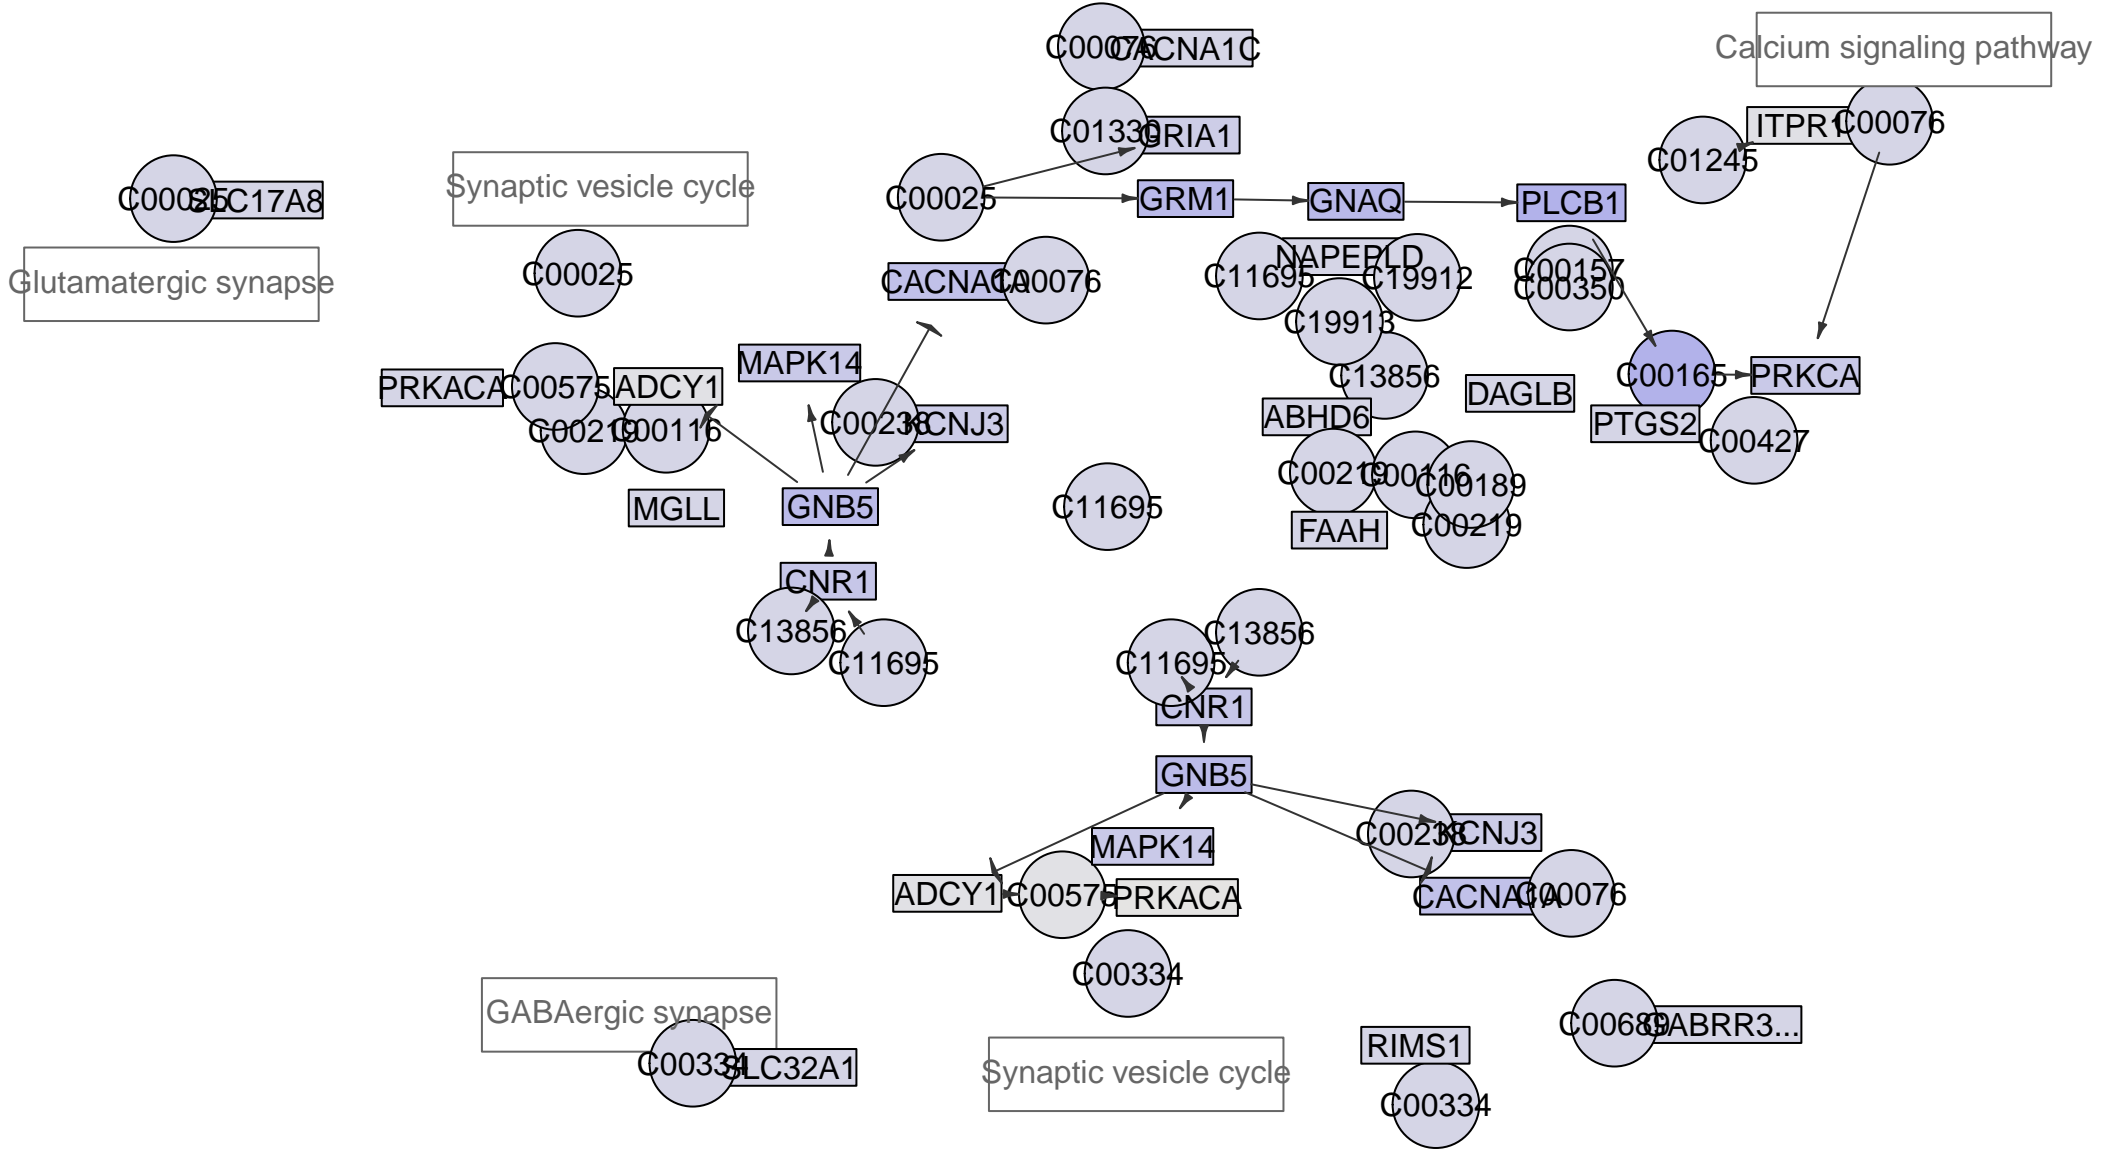 C00076
CACNA1C
Calcium signaling pathway
C01330
GRIA1
ITPR1
C00076
C01245
Synaptic vesicle cycle
C00025
SLC17A8
C00025
GRM1
GNAQ
PLCB1
Glutamatergic synapse
C00025
CACNA1A
C00076
C11695
NAPEPLD
C19912
C00157
C00350
C19913
MAPK14
PRKACA
C00575
ADCY1
C13856
DAGLB
C00165
PRKCA
C00219
C00116
C00238
KCNJ3
ABHD6
PTGS2
C00427
MGLL
GNB5
C11695
C00219
C00116
C00189
FAAH
C00219
CNR1
C13856
C11695
C13856
C11695
CNR1
GNB5
MAPK14
C00238
KCNJ3
ADCY1
C00575
PRKACA
CACNA1A
C00076
C00334
GABAergic synapse
C00334
SLC32A1
Synaptic vesicle cycle
RIMS1
C00334
C00689
GABRR3...